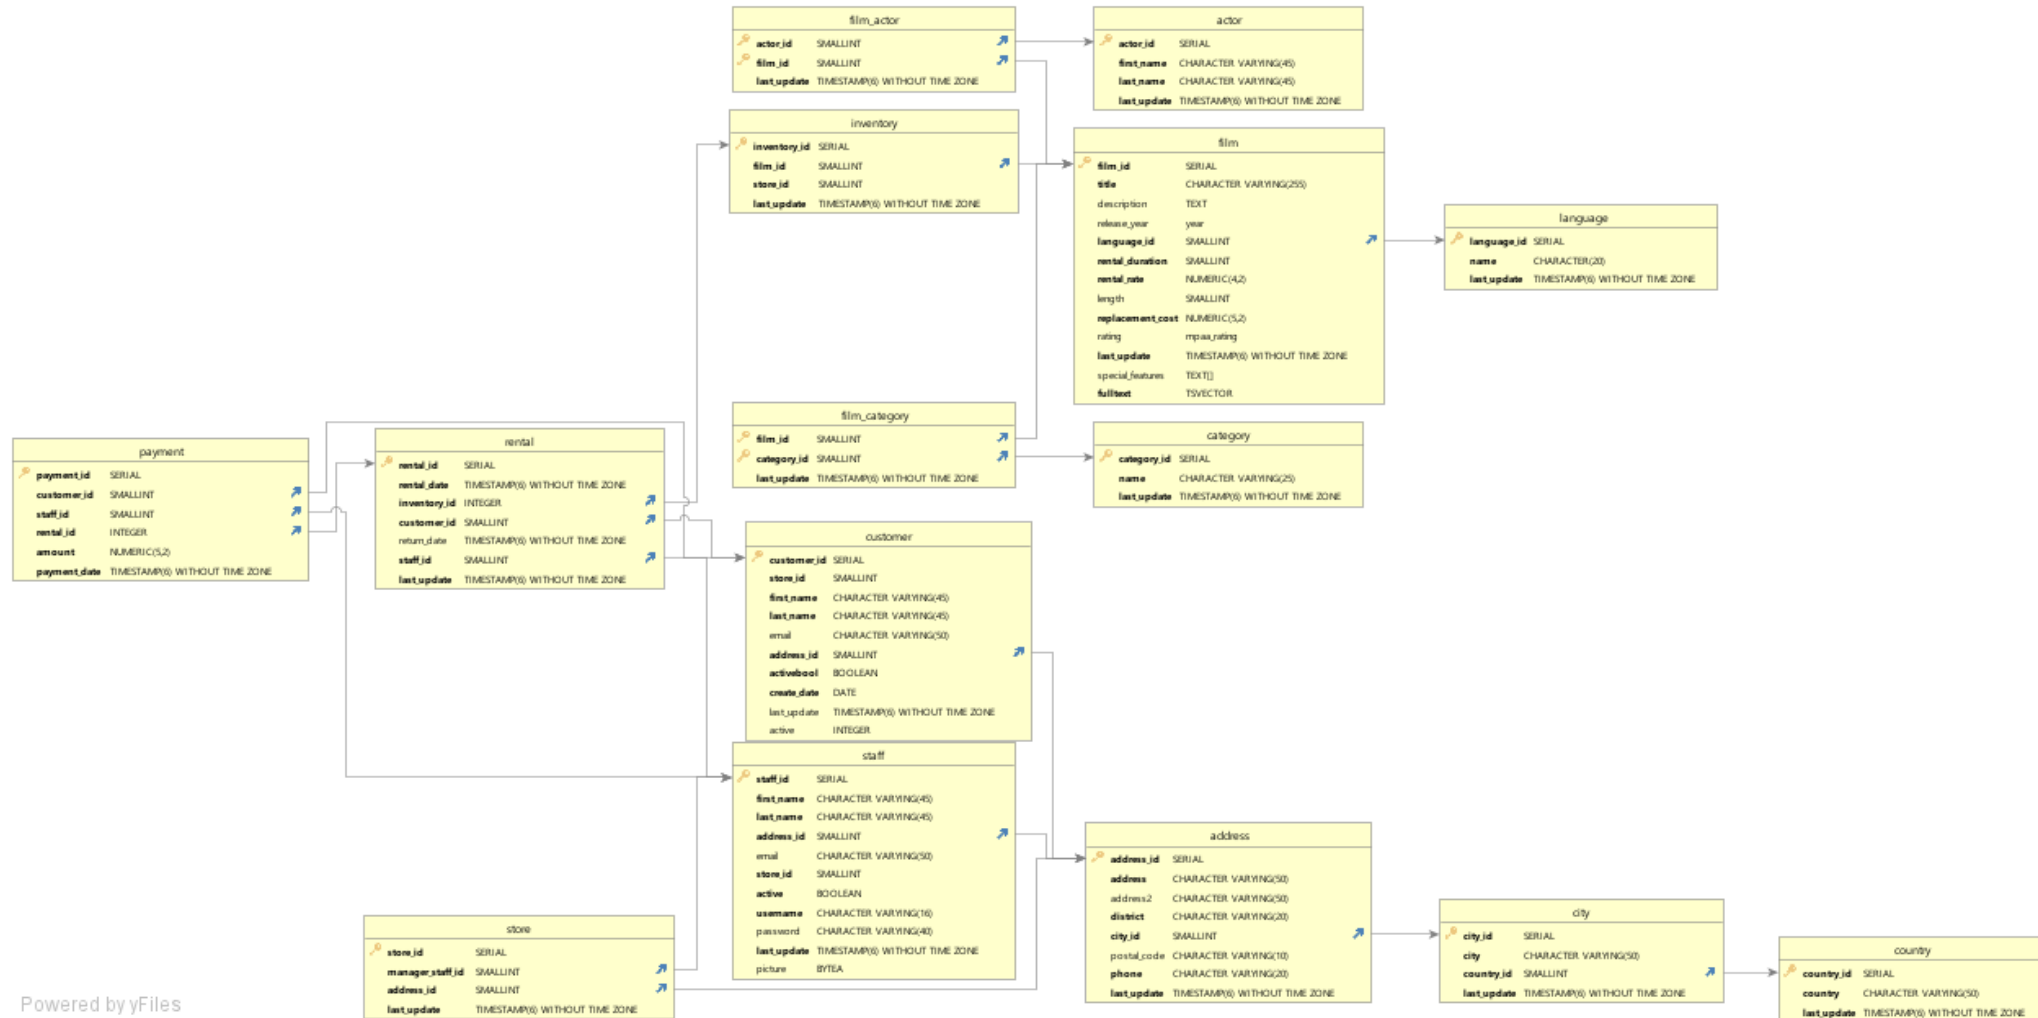 film_actor
actor_id SMALLINT
film_id SMALLINT
last_update TIMESTAMP(6) WITHOUT TIME ZONE
actor
actor_id SERIAL
first_name CHARACTER VARYING(45)
last_name CHARACTER VARYING(45)
last_update TIMESTAMP(6) WITHOUT TIME ZONE
inventory
inventory_id SERIAL
film_id SMALLINT
store_id SMALLINT
last_update TIMESTAMP(6) WITHOUT TIME ZONE
film
film_id SERIAL
title CHARACTER VARYING(255)
description TEXT
release_year year
language_id SMALLINT
rental_duration SMALLINT
rental_rate NUMERIC(4,2)
length SMALLINT
replacement_cost NUMERIC(5,2)
rating mpaa_rating
last_update TIMESTAMP(6) WITHOUT TIME ZONE
special_features TEXT[]
fulltext TSVECTOR
language
language_id SERIAL
name CHARACTER(20)
last_update TIMESTAMP(6) WITHOUT TIME ZONE
film_category
film_id SMALLINT
category_id SMALLINT
last_update TIMESTAMP(6) WITHOUT TIME ZONE
category
category_id SERIAL
name CHARACTER VARYING(25)
last_update TIMESTAMP(6) WITHOUT TIME ZONE
payment
payment_id SERIAL
customer_id SMALLINT
staff_id SMALLINT
rental_id INTEGER
amount NUMERIC(5,2)
payment_date TIMESTAMP(6) WITHOUT TIME ZONE
rental
rental_id SERIAL
rental_date TIMESTAMP(6) WITHOUT TIME ZONE
inventory_id INTEGER
customer_id SMALLINT
return_date TIMESTAMP(6) WITHOUT TIME ZONE
staff_id SMALLINT
last_update TIMESTAMP(6) WITHOUT TIME ZONE
customer
customer_id SERIAL
store_id SMALLINT
first_name CHARACTER VARYING(45)
last_name CHARACTER VARYING(45)
email CHARACTER VARYING(50)
address_id SMALLINT
activebool BOOLEAN
create_date DATE
last_update TIMESTAMP(6) WITHOUT TIME ZONE
active INTEGER
staff
staff_id SERIAL
first_name CHARACTER VARYING(45)
last_name CHARACTER VARYING(45)
address_id SMALLINT
email CHARACTER VARYING(50)
store_id SMALLINT
active BOOLEAN
username CHARACTER VARYING(16)
password CHARACTER VARYING(40)
last_update TIMESTAMP(6) WITHOUT TIME ZONE
picture BYTEA
store
store_id SERIAL
manager_staff_id SMALLINT
address_id SMALLINT
last_update TIMESTAMP(6) WITHOUT TIME ZONE
address
address_id SERIAL
address CHARACTER VARYING(50)
address2 CHARACTER VARYING(50)
district CHARACTER VARYING(20)
city_id SMALLINT
postal_code CHARACTER VARYING(10)
phone CHARACTER VARYING(20)
last_update TIMESTAMP(6) WITHOUT TIME ZONE
city
city_id SERIAL
city CHARACTER VARYING(50)
country_id SMALLINT
last_update TIMESTAMP(6) WITHOUT TIME ZONE
country
country_id SERIAL
country CHARACTER VARYING(50)
last_update TIMESTAMP(6) WITHOUT TIME ZONE
Powered by yFiles